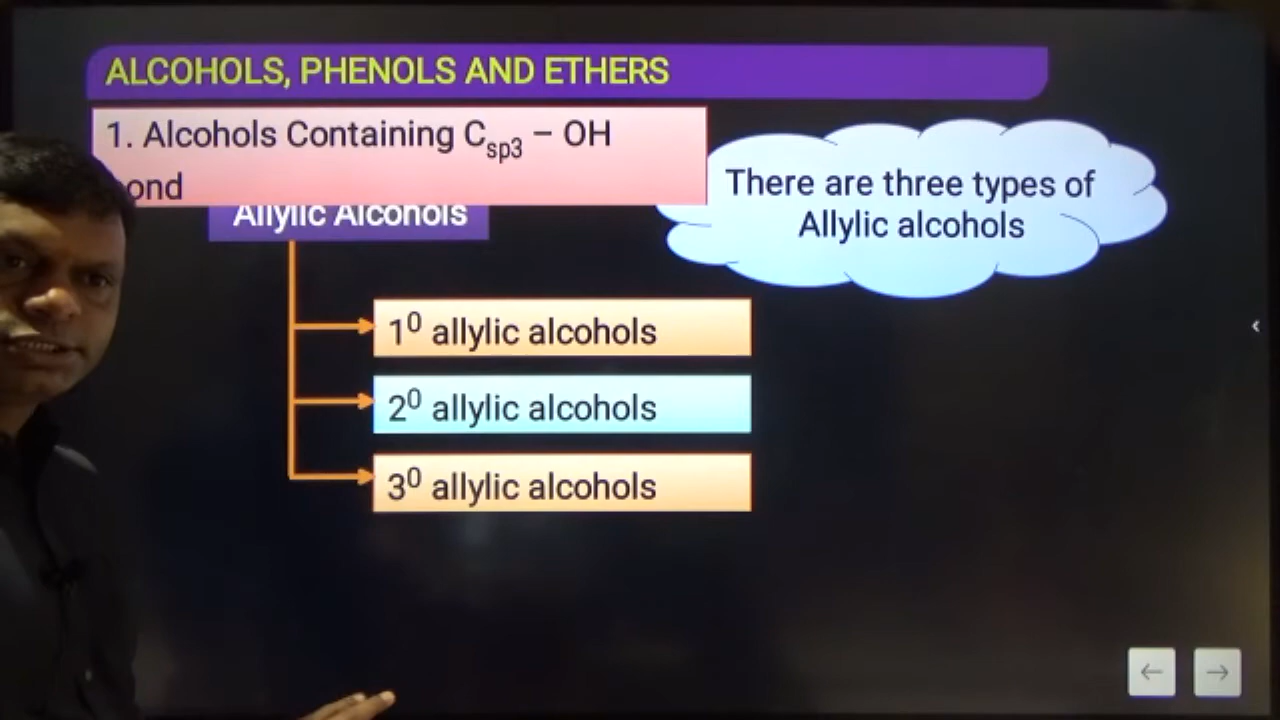 ALCOHOLS, PHENOLS AND ETHERS
1. Alcohols Containing Csp3 – OH
ond
There are three types of
Allylic alcohols
Allylic Alcohols
1⁰ allylic alcohols
2⁰ allylic alcohols
3⁰ allylic alcohols